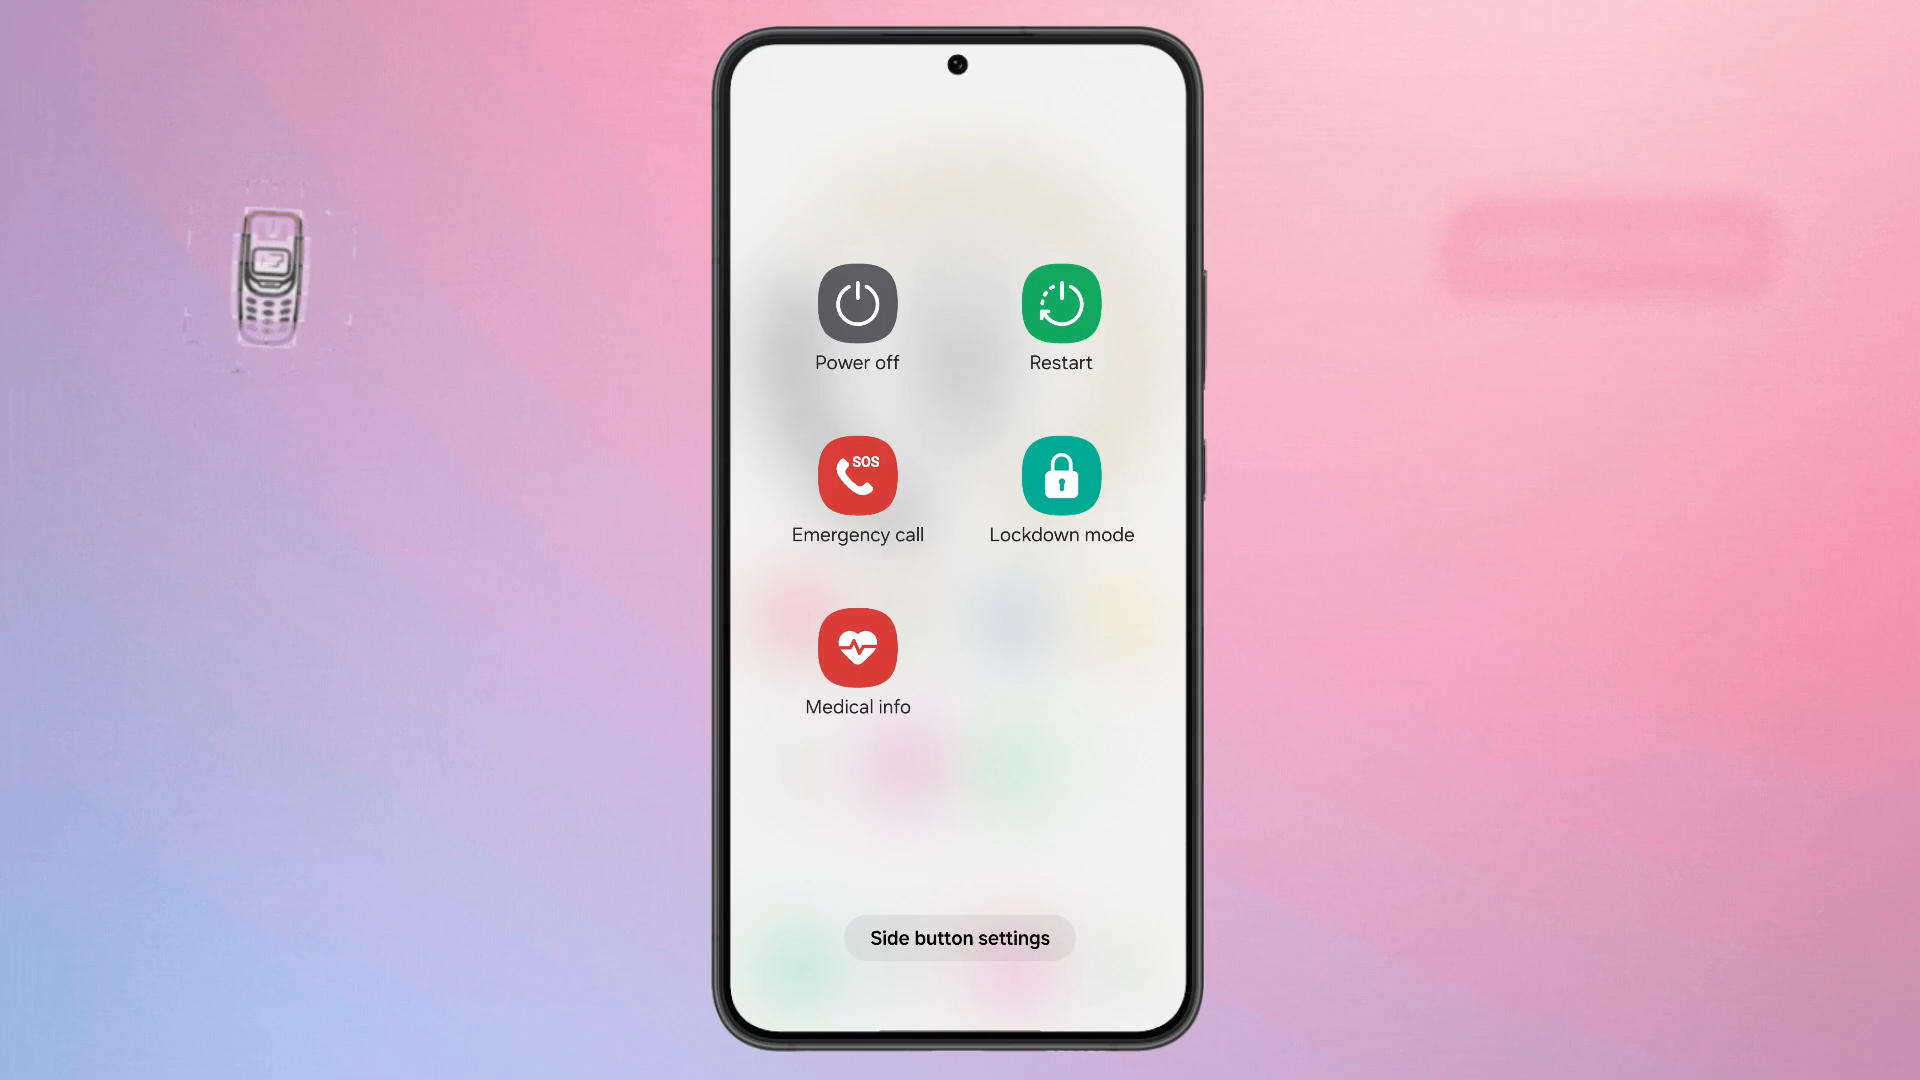 Power off
Restart
SOS
Emergency call
Lockdown mode
Medical info
Side button settings